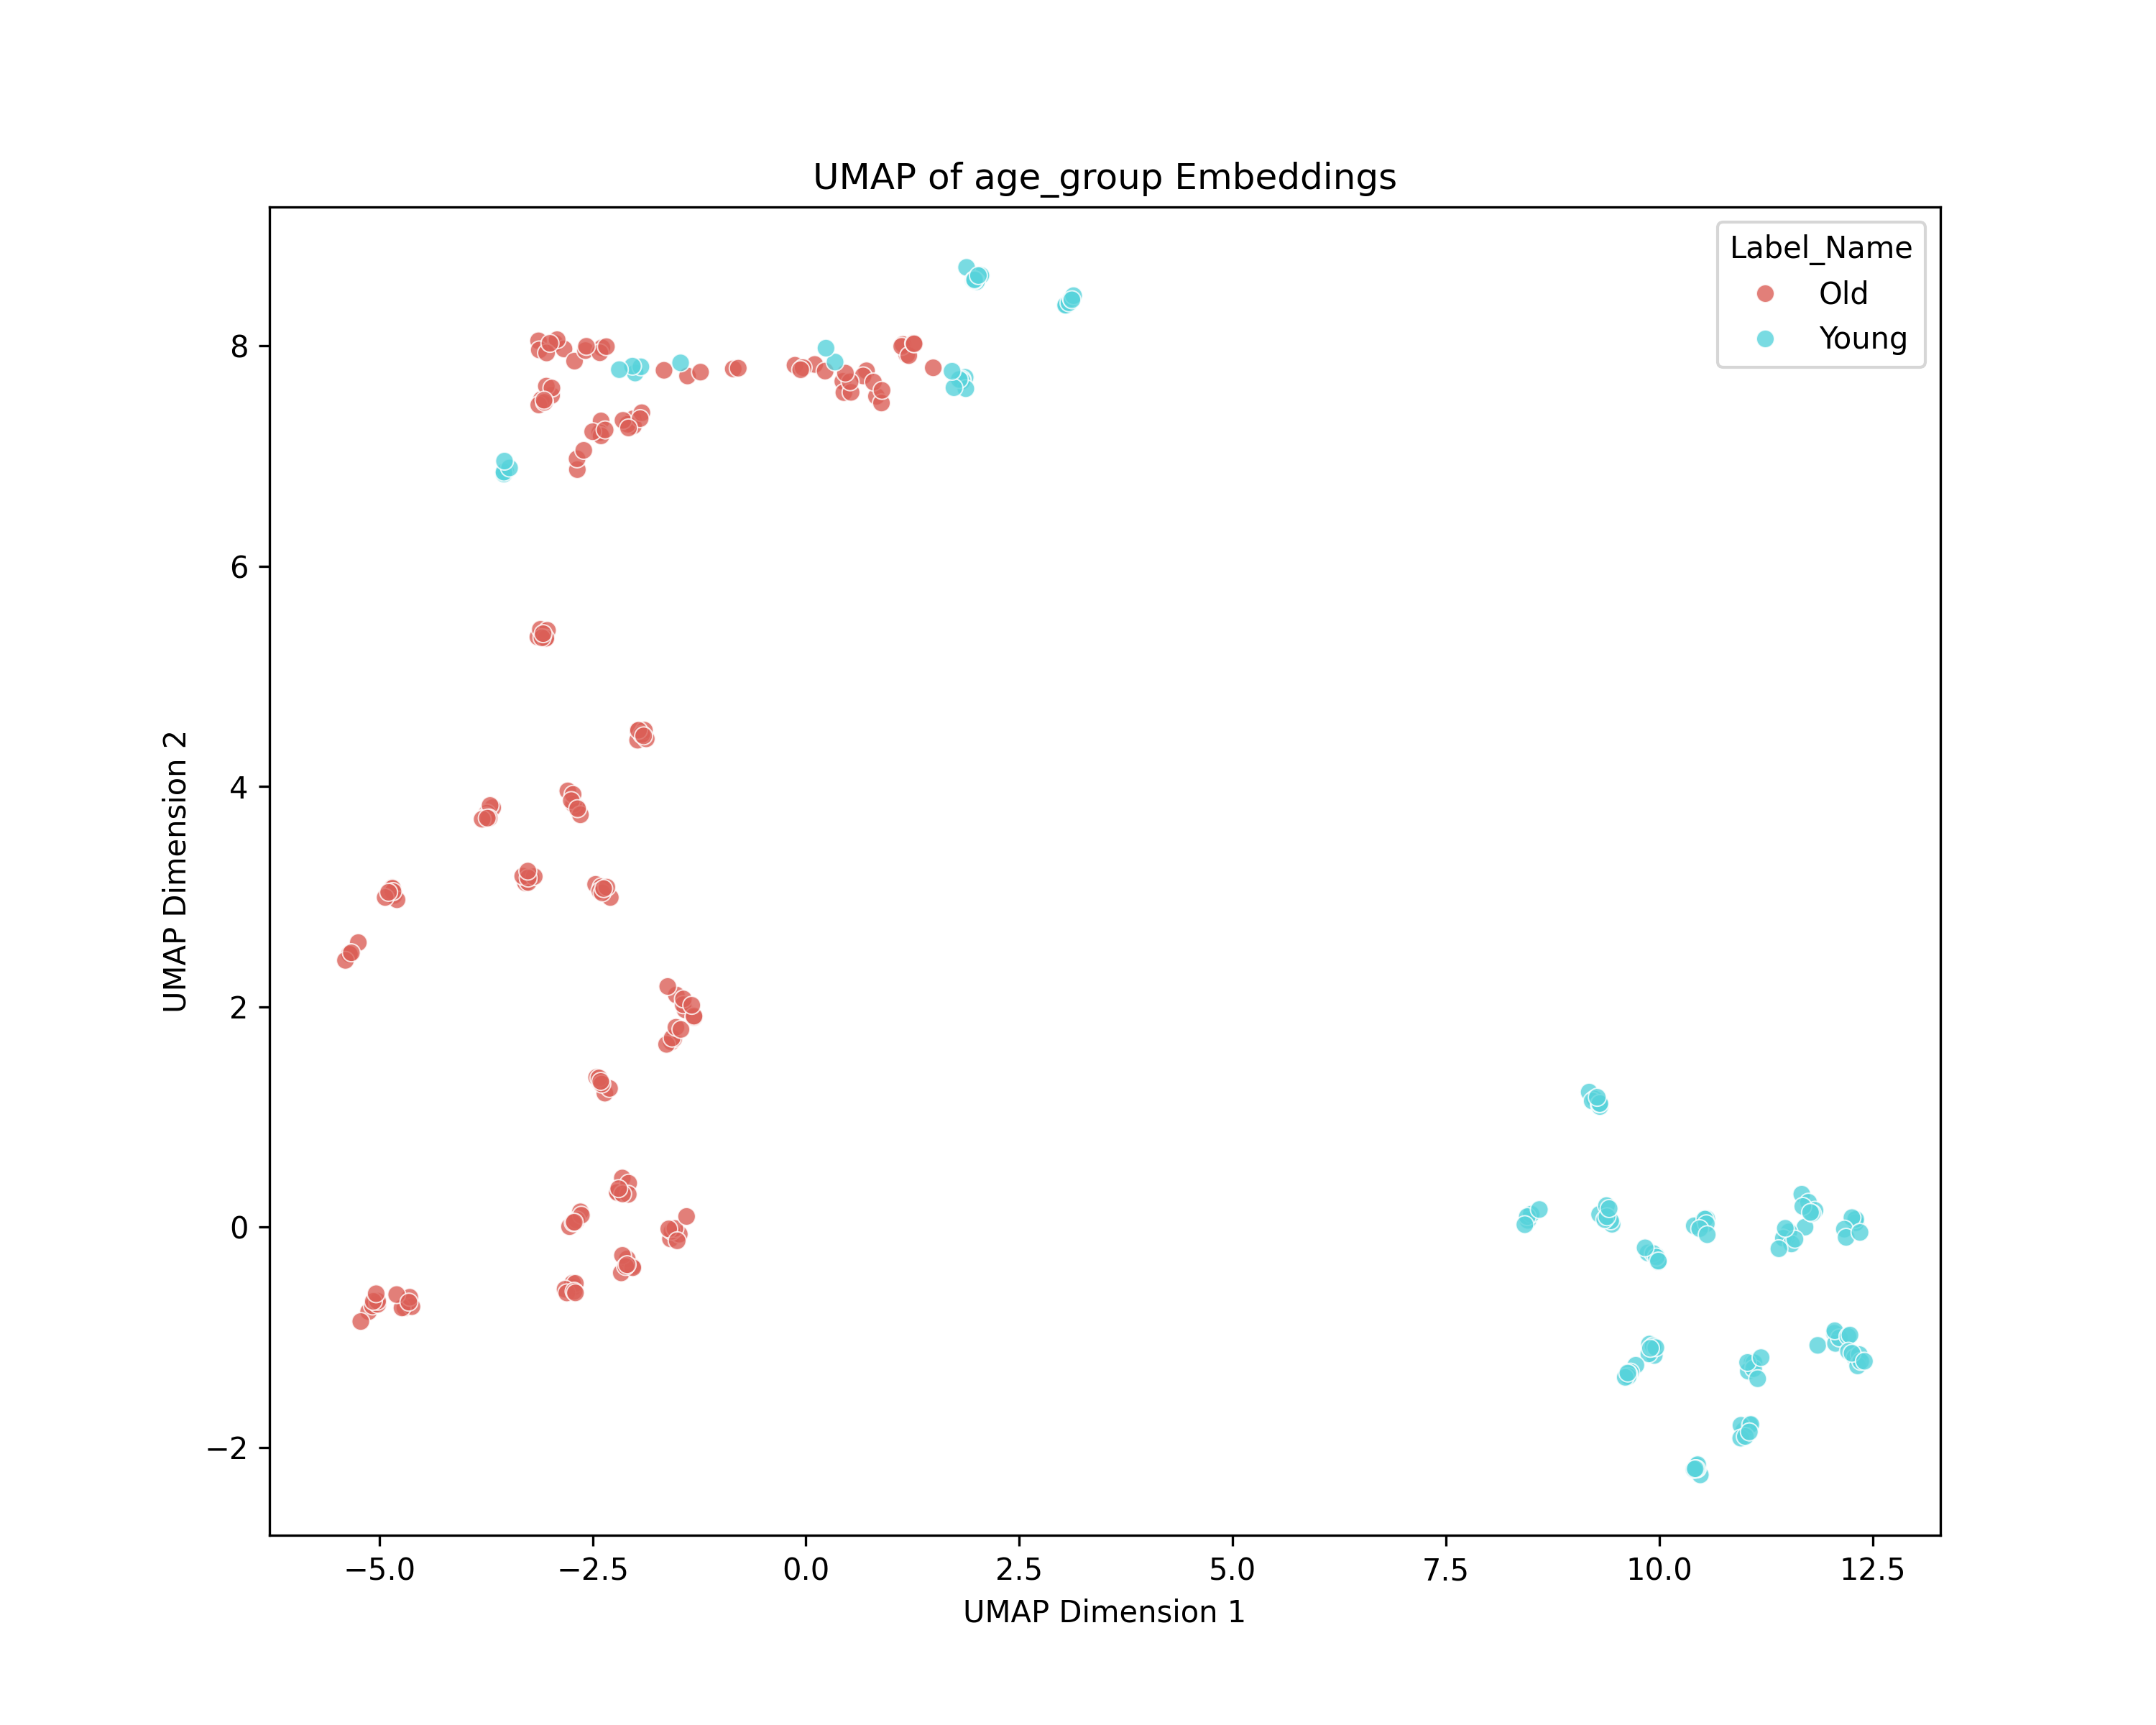 UMAP of age_group Embeddings
Label_Name
Old
Young
8
6
4
2
0
−2
UMAP Dimension 2
−5.0 −2.5 0.0 2.5 5.0 7.5 10.0 12.5
UMAP Dimension 1